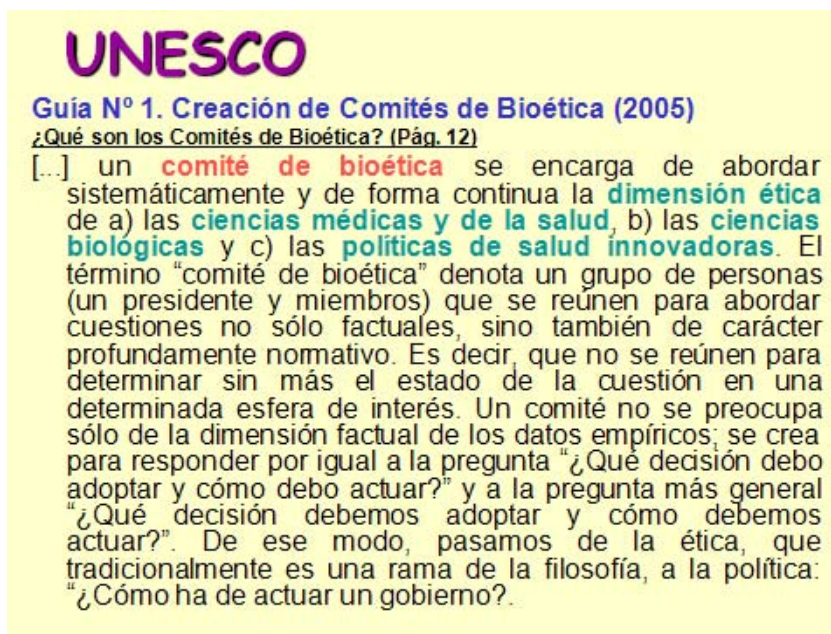 UNESCO
Guía Nº 1. Creación de Comités de Bioética (2005)
¿Qué son los Comités de Bioética? (Pág. 12)
[...] un comité de bioética se encarga de abordar
sistemáticamente y de forma continua la dimensión ética
de a) las ciencias médicas y de la salud, b) las ciencias
biológicas y c) las políticas de salud innovadoras. El
término “comité de bioética” denota un grupo de personas
(un presidente y miembros) que se reúnen para abordar
cuestiones no sólo factuales, sino también de carácter
profundamente normativo. Es decir, que no se reúnen para
determinar sin más el estado de la cuestión en una
determinada esfera de interés. Un comité no se preocupa
sólo de la dimensión factual de los datos empíricos; se crea
para responder por igual a la pregunta “¿Qué decisión debo
adoptar y cómo debo actuar?” y a la pregunta más general
“¿Qué decisión debemos adoptar y cómo debemos
actuar?”. De ese modo, pasamos de la ética, que
tradicionalmente es una rama de la filosofía, a la política:
“¿Cómo ha de actuar un gobierno?.